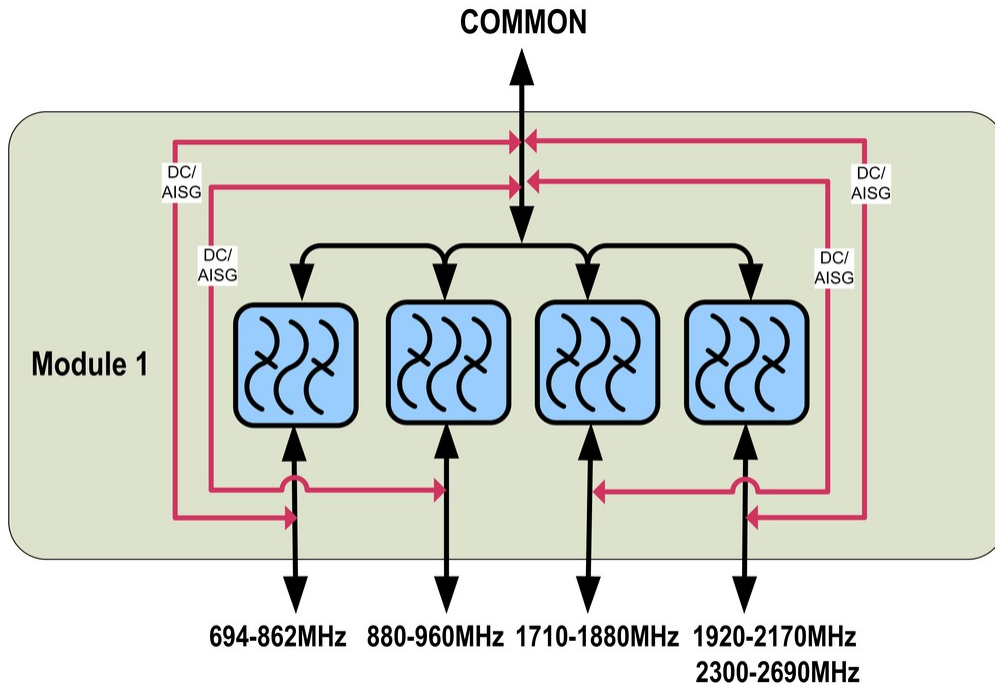 COMMON
DC/
AISG
DC/
AISG
DC/
AISG
DC/
AISG
Module 1
694-862MHz
880-960MHz
1710-1880MHz
1920-2170MHz
2300-2690MHz